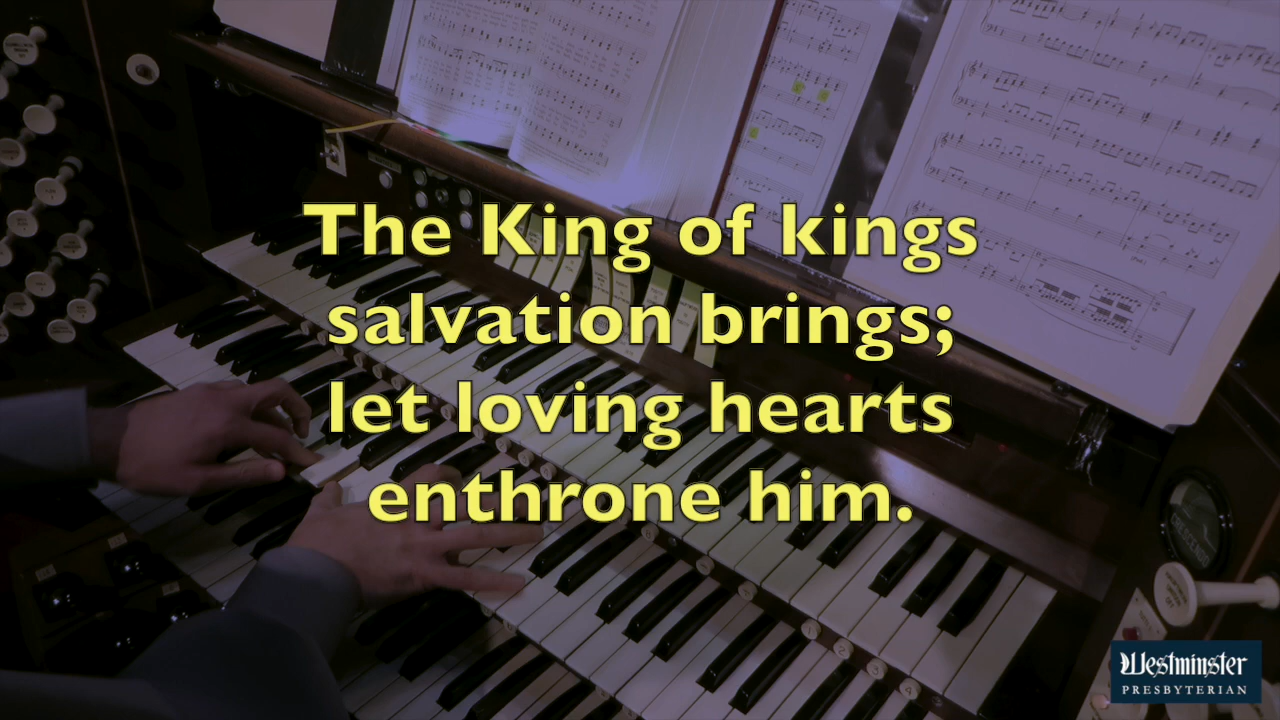 The King of kings
salvation brings;
let loving hearts
enthrone him.
Westminster
PRESBYTERIAN